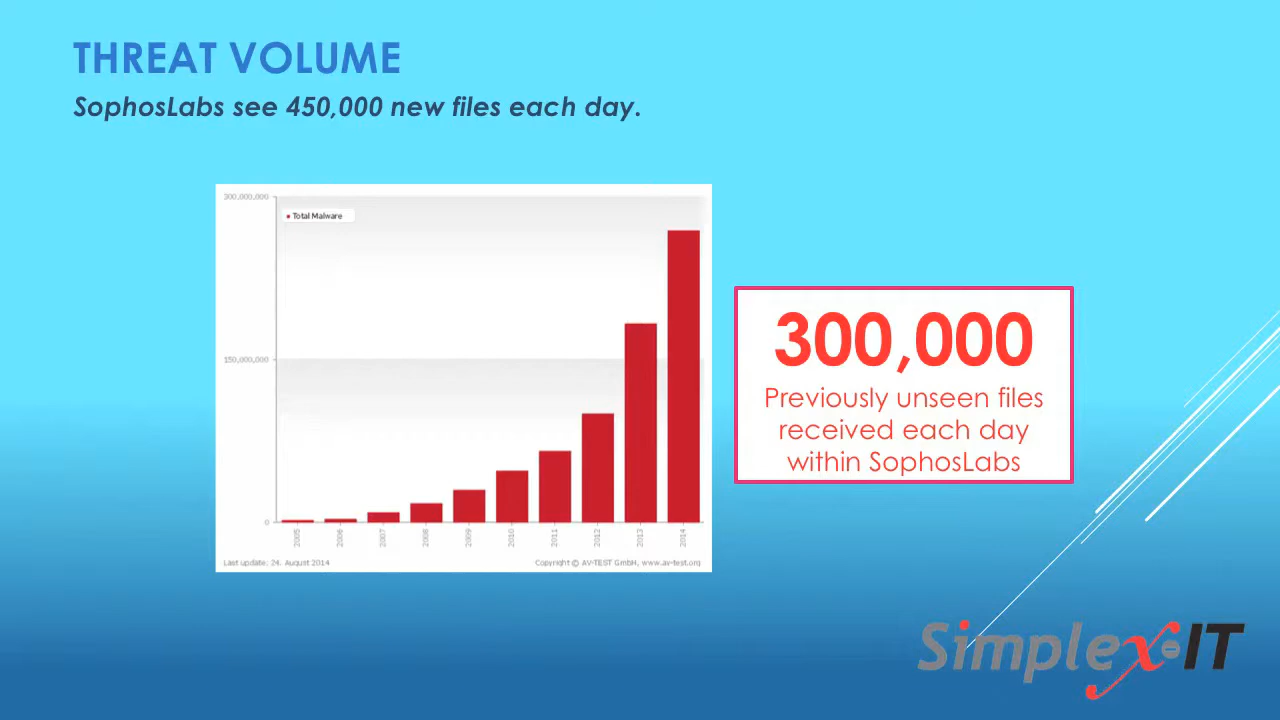 THREAT VOLUME
SophosLabs see 450,000 new files each day.
300,000,000
Total Malware
150,000,000
0
2005 2006 2007 2008 2009 2010 2011 2012 2013 2014
Last update: 24. August 2014
Copyright © AV-TEST GmbH, www.av-test.org
300,000
Previously unseen files
received each day
within SophosLabs
Simplex-IT